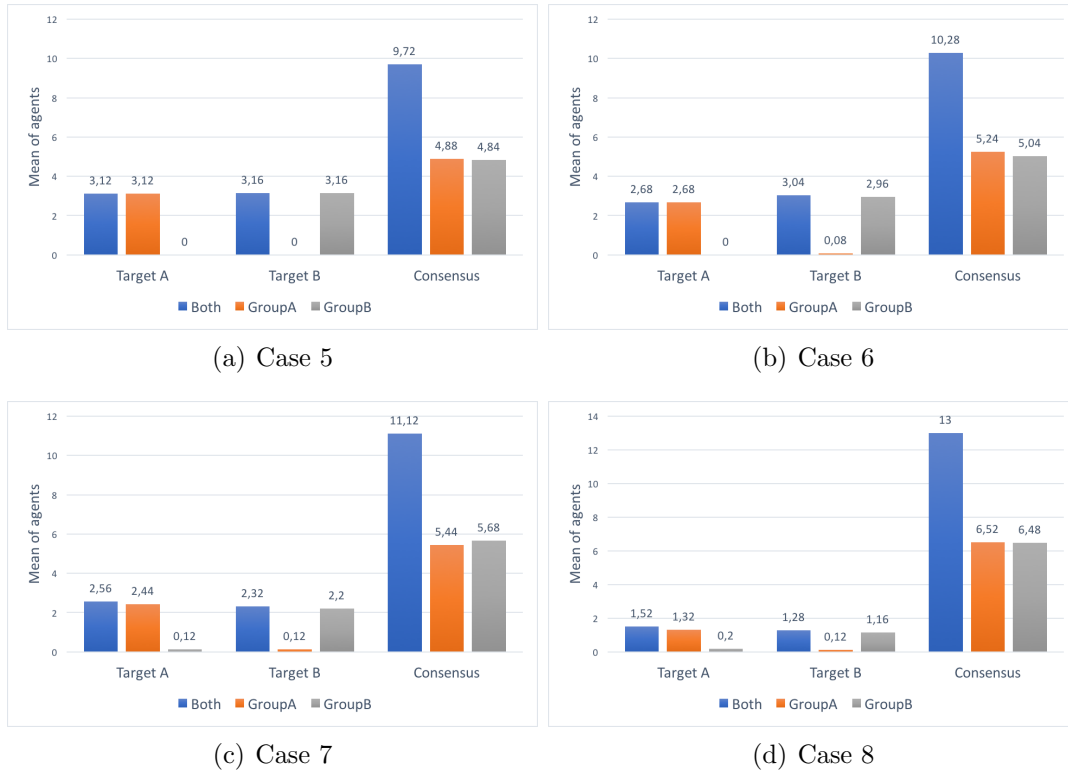 12
10
8
6
4
2
0
Mean of agents
3,12
3,12
0
3,16
0
3,16
9,72
4,88
4,84
Target A
Target B
Consensus
Both
GroupA
GroupB
(a) Case 5
12
10
8
6
4
2
0
Mean of agents
2,68
2,68
0
3,04
0,08
2,96
10,28
5,24
5,04
Target A
Target B
Consensus
Both
GroupA
GroupB
(b) Case 6
12
10
8
6
4
2
0
Mean of agents
2,56
2,44
0,12
2,32
0,12
2,2
11,12
5,44
5,68
Target A
Target B
Consensus
Both
GroupA
GroupB
(c) Case 7
14
12
10
8
6
4
2
0
Mean of agents
1,52
1,32
0,2
1,28
0,12
1,16
13
6,52
6,48
Target A
Target B
Consensus
Both
GroupA
GroupB
(d) Case 8